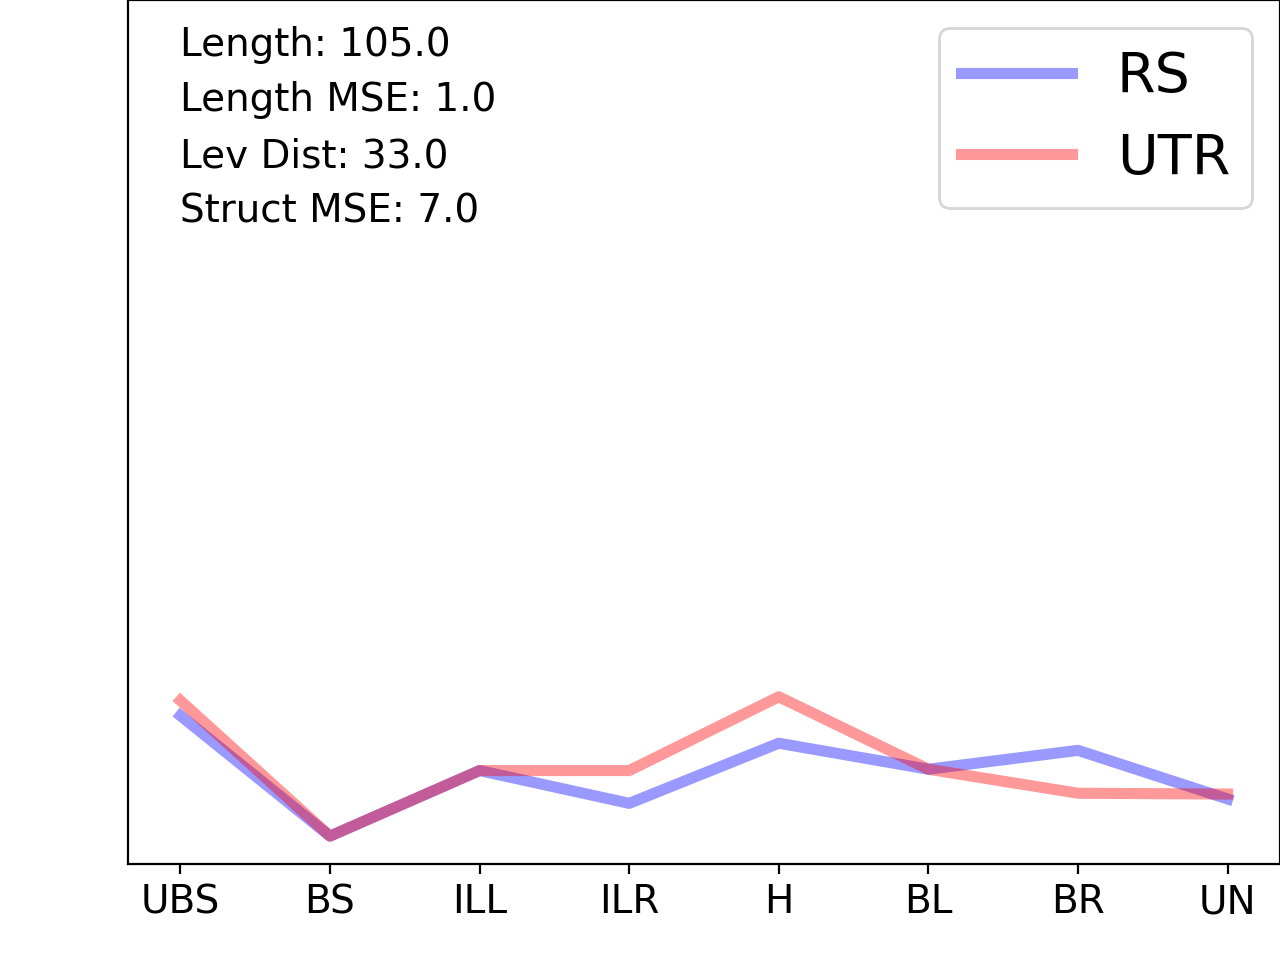 Length: 105.0
Length MSE: 1.0
Lev Dist: 33.0
Struct MSE: 7.0
RS
UTR
UBS BS ILL ILR H BL BR UN